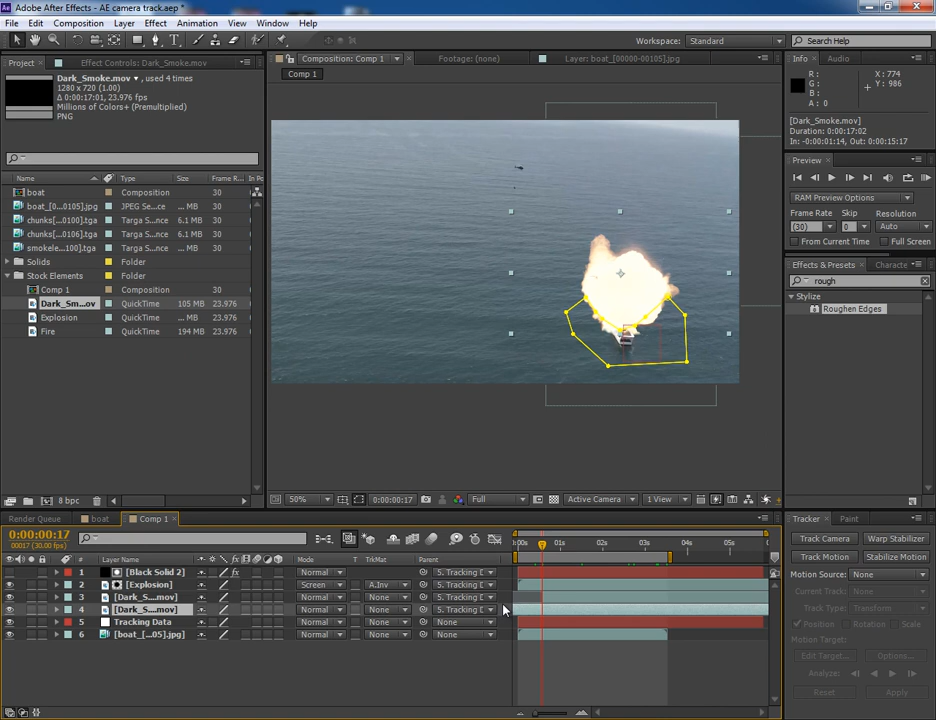 Adobe After Effects - AE camera track.aep *
File Edit Composition Layer Effect Animation View Window Help
Workspace: Standard Search Help
Project Effect Controls: Dark_Smoke.mov
Composition: Comp 1 Footage: (none) Layer: boat_[00000-00105].jpg
Info Audio
Dark_Smoke.mov , used 4 times
1280 x 720 (1.00)
Δ 0:00:17:01, 23.976 fps
Millions of Colors+ (Premultiplied)
PNG
Comp 1
R : X : 774
G : Y : 986
B :
A : 0
[Dark_Smoke.mov]
Duration: 0:00:17:02
In: -0:00:01:14, Out: 0:00:15:17
Preview
RAM Preview Options
Frame Rate Skip Resolution
(30) 0 Auto
From Current Time Full Screen
Effects & Presets Characte
rough
Stylize
Roughen Edges
Name Type Size Frame R... In Po
boat Composition 30
boat_[0...0105].jpg JPEG Se...ce ... MB 30
chunks[...0100].tga Targa S...nce 6.1 MB 30
chunks[...0106].tga Targa S...nce 6.1 MB 30
smokele...100].tga Targa S...nce 6.1 MB 30
Solids Folder
Stock Elements Folder
Comp 1 Composition 30
Dark_Sm...ov QuickTime 105 MB 23.976
Explosion QuickTime ... MB 23.976
Fire QuickTime 194 MB 23.976
8 bpc
50% 0:00:00:17 Full Active Camera 1 View
Render Queue boat Comp 1
0:00:00:17
00017 (30.00 fps)
# Layer Name Mode T TrkMat Parent
:00s 01s 02s 03s 04s 05s
1 [Black Solid 2] Normal 5. Tracking D
2 [Explosion] Screen A.Inv 5. Tracking D
3 [Dark_S....mov] Normal None 5. Tracking D
4 [Dark_S....mov] Normal None 5. Tracking D
5 Tracking Data Normal None None
6 [boat_[...05].jpg] Normal None None
Tracker Paint
Track Camera Warp Stabilizer
Track Motion Stabilize Motion
Motion Source: None
Current Track: None
Track Type: Transform
Position Rotation Scale
Motion Target:
Edit Target... Options...
Analyze:
Reset Apply